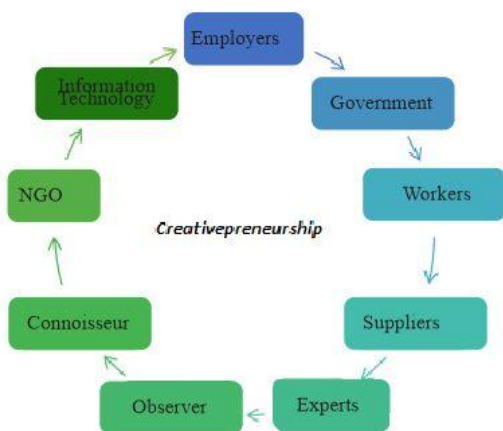 Employers
Information
Technology
Government
NGO
Workers
Creativepreneurship
Connoisseur
Suppliers
Observer
Experts